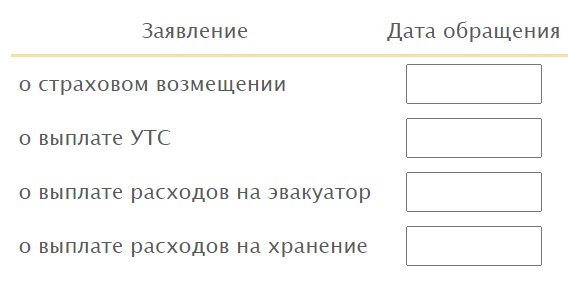 Заявление Дата обращения
о страховом возмещении
о выплате УТС
о выплате расходов на эвакуатор
о выплате расходов на хранение